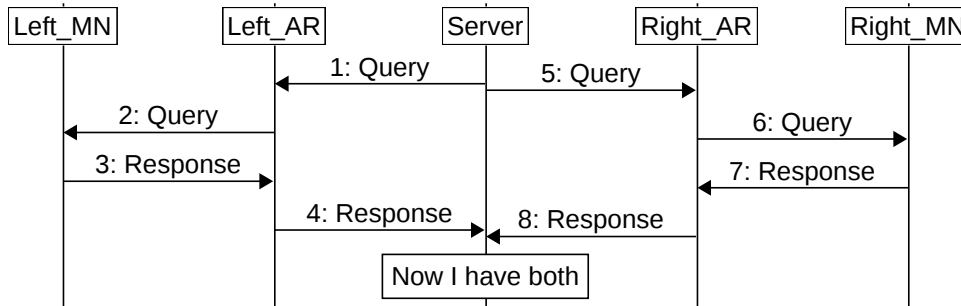 Left_MN
Left_AR
Server
Right_AR
Right_MN
1: Query
5: Query
2: Query
6: Query
3: Response
7: Response
4: Response
8: Response
Now I have both